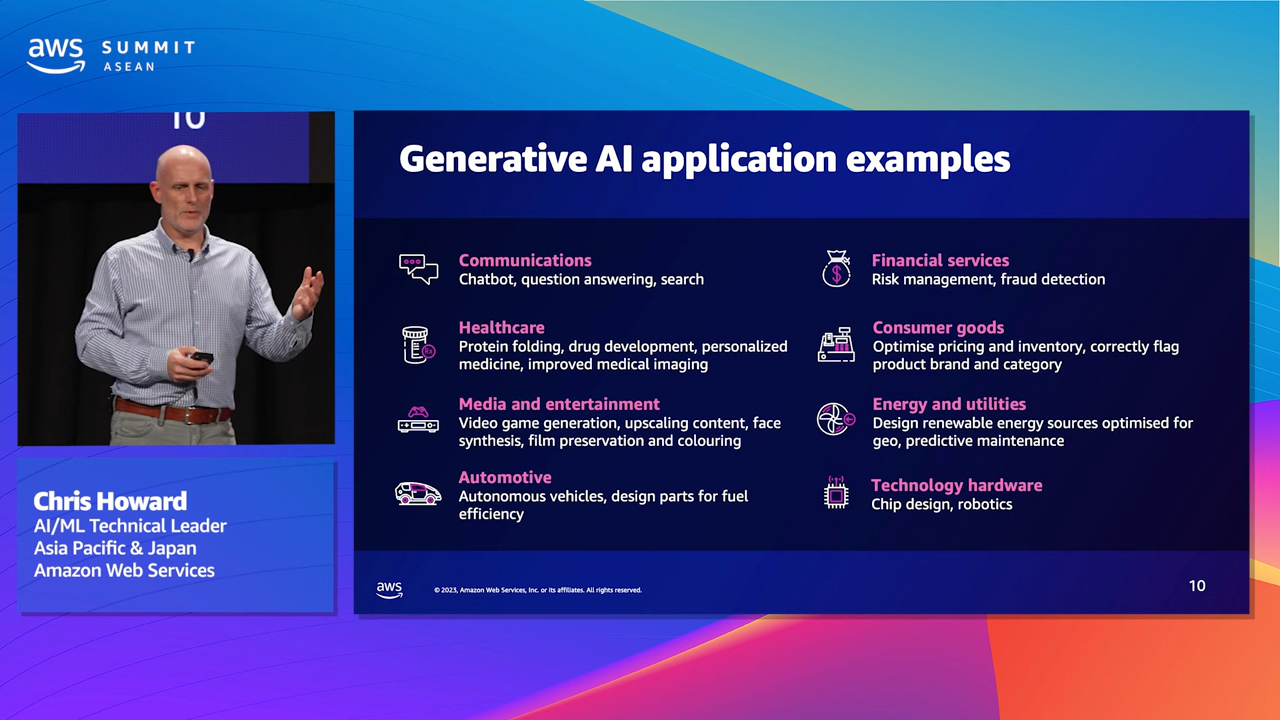 aws SUMMIT
ASEAN
10
Generative AI application examples
Communications
Chatbot, question answering, search
Healthcare
Protein folding, drug development, personalized
medicine, improved medical imaging
Rx
Media and entertainment
Video game generation, upscaling content, face
synthesis, film preservation and colouring
Automotive
Autonomous vehicles, design parts for fuel
efficiency
$
Financial services
Risk management, fraud detection
Consumer goods
Optimise pricing and inventory, correctly flag
product brand and category
Energy and utilities
Design renewable energy sources optimised for
geo, predictive maintenance
Technology hardware
Chip design, robotics
Chris Howard
AI/ML Technical Leader
Asia Pacific & Japan
Amazon Web Services
aws
© 2023, Amazon Web Services, Inc. or its affiliates. All rights reserved.
10